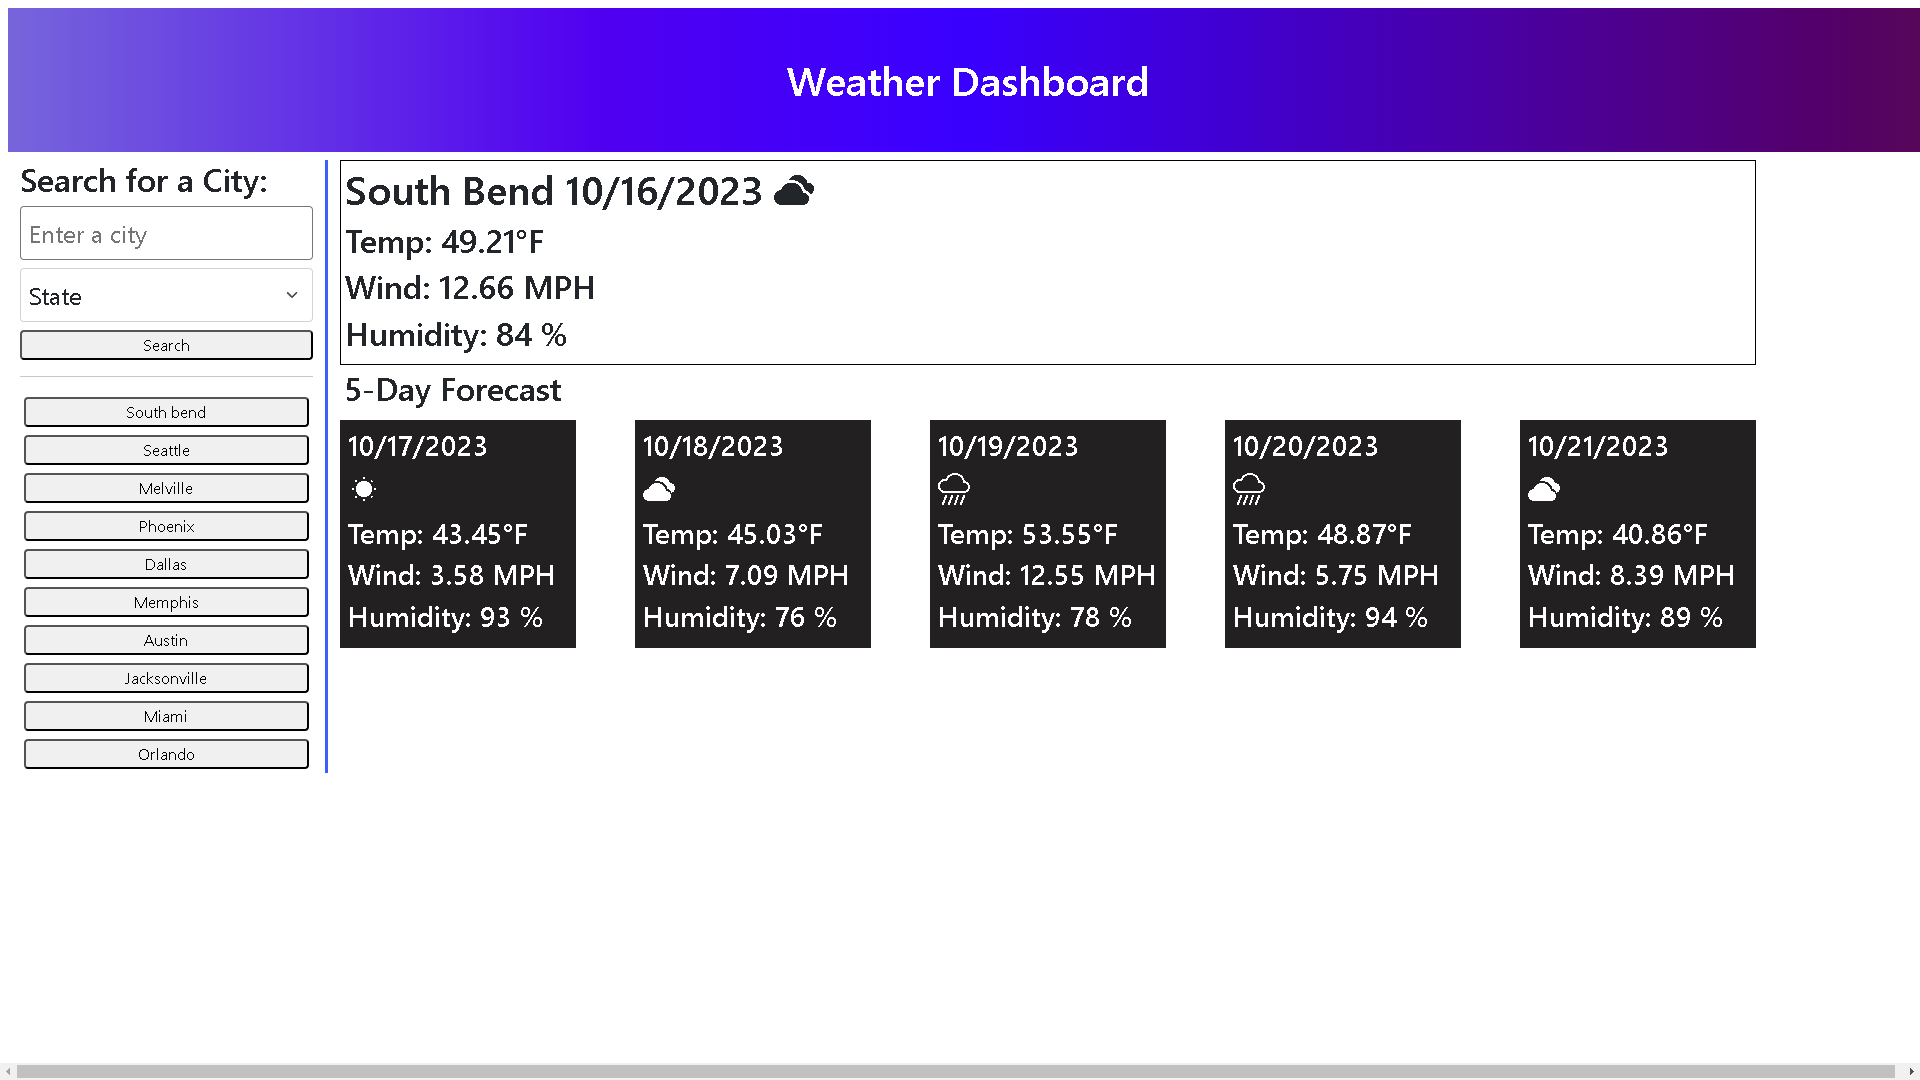 Weather Dashboard
Search for a City:
Enter a city
State
Search
South bend
Seattle
Melville
Phoenix
Dallas
Memphis
Austin
Jacksonville
Miami
Orlando
South Bend 10/16/2023
Temp: 49.21°F
Wind: 12.66 MPH
Humidity: 84 %
5-Day Forecast
10/17/2023
Temp: 43.45°F
Wind: 3.58 MPH
Humidity: 93 %
10/18/2023
Temp: 45.03°F
Wind: 7.09 MPH
Humidity: 76 %
10/19/2023
Temp: 53.55°F
Wind: 12.55 MPH
Humidity: 78 %
10/20/2023
Temp: 48.87°F
Wind: 5.75 MPH
Humidity: 94 %
10/21/2023
Temp: 40.86°F
Wind: 8.39 MPH
Humidity: 89 %